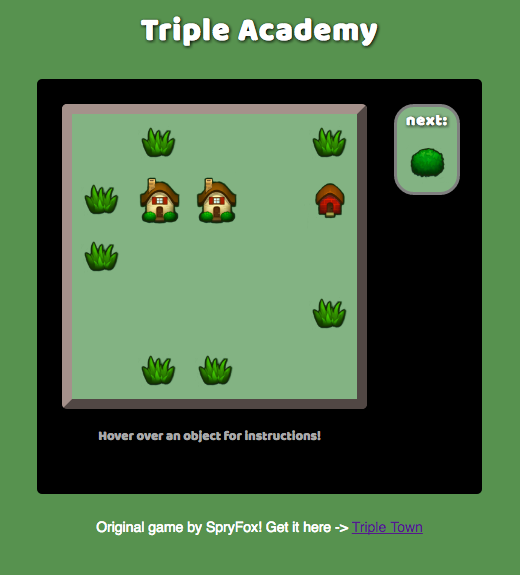 Triple Academy
next:
Hover over an object for instructions!
Original game by SpryFox! Get it here -> Triple Town